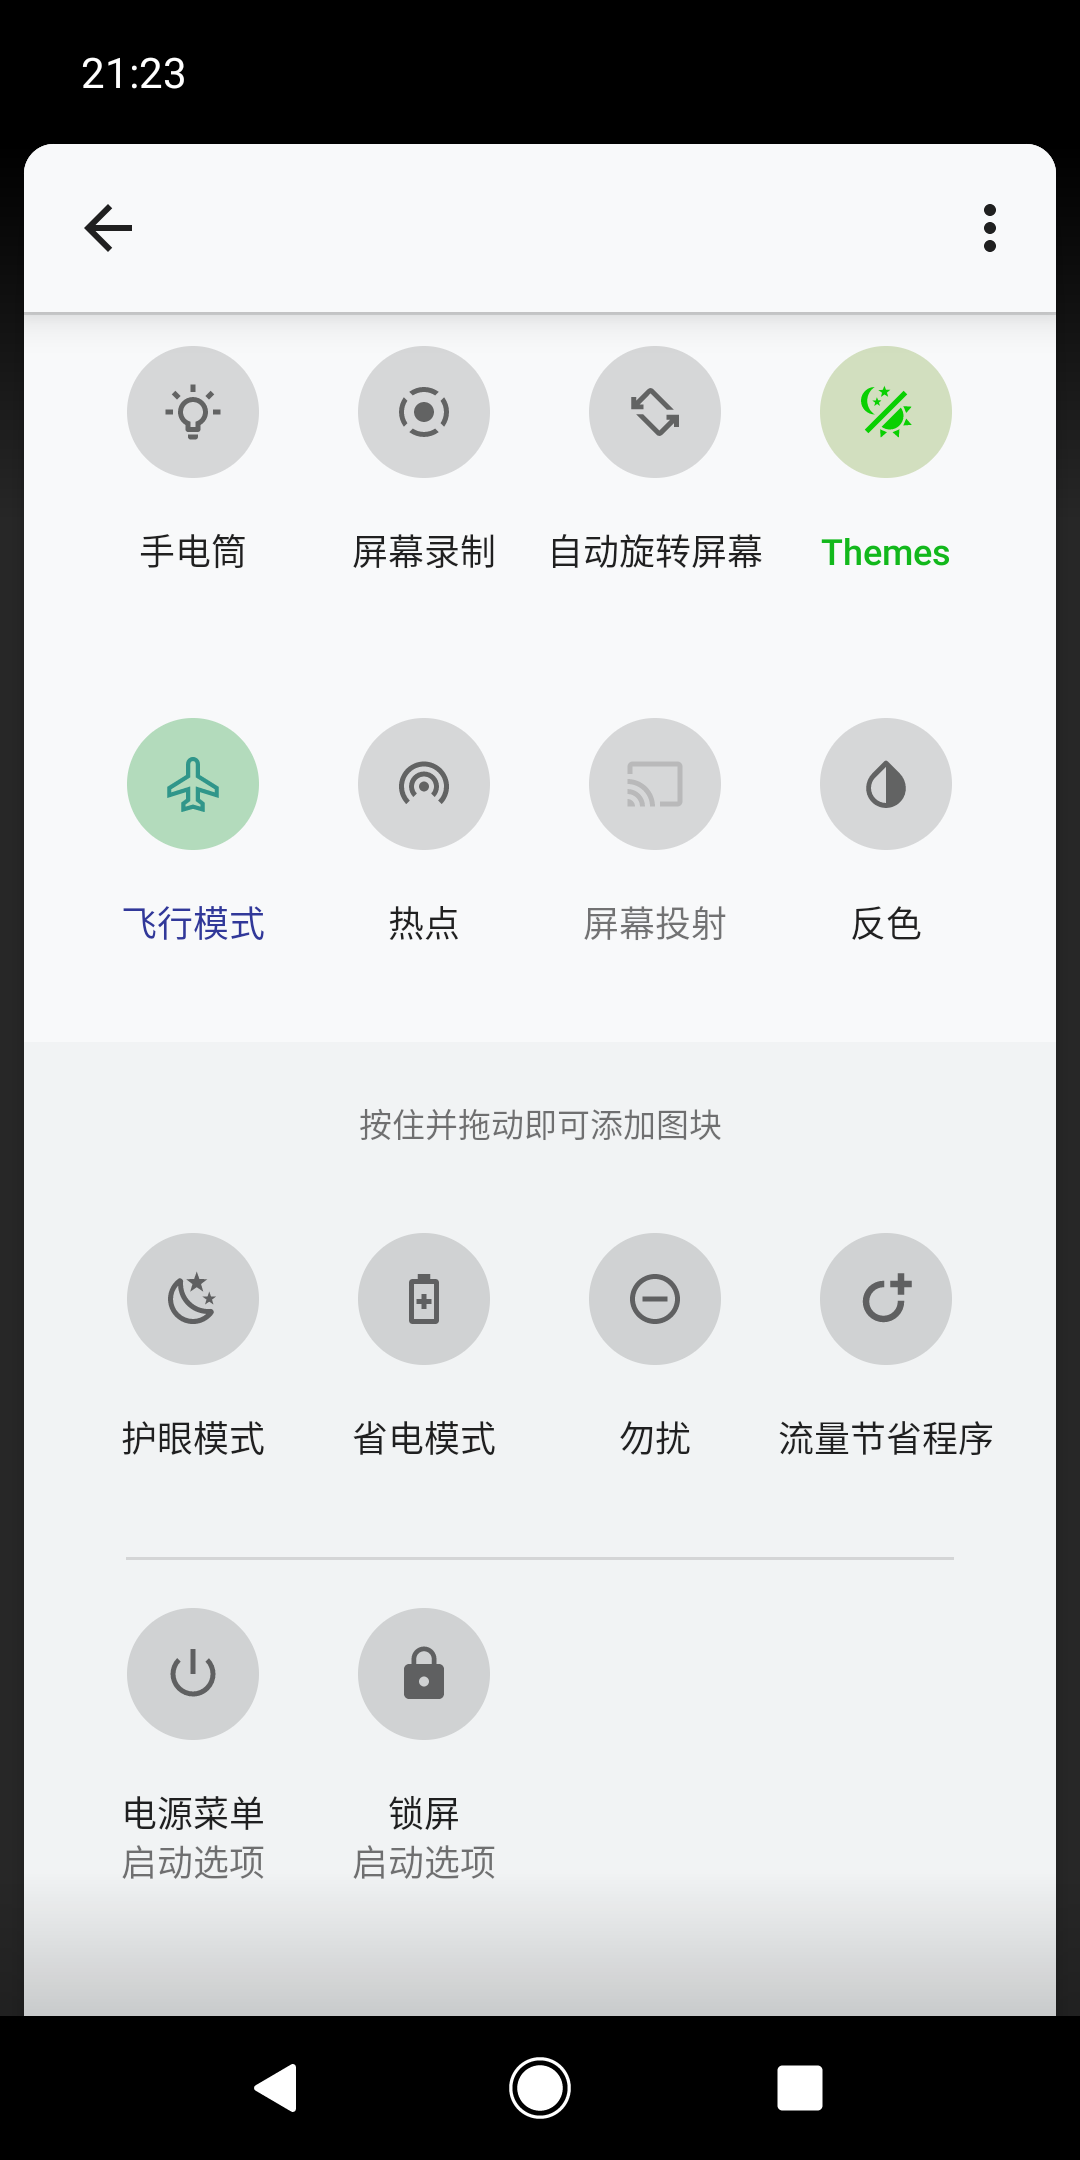 21:23
手电筒
屏幕录制
自动旋转屏幕
Themes
飞行模式
热点
屏幕投射
反色
按住并拖动即可添加图块
护眼模式
省电模式
勿扰
流量节省程序
电源菜单
启动选项
锁屏
启动选项